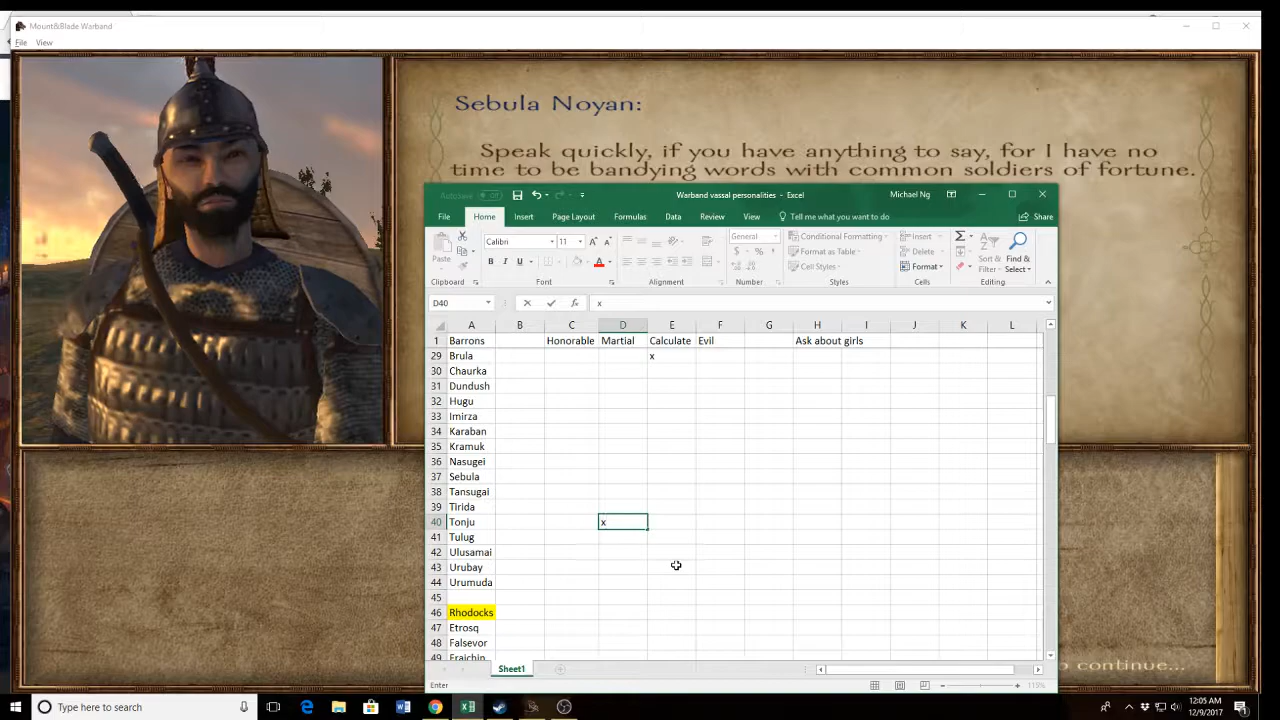 Mount&Blade Warband
File View
Sebula Noyan:
Speak quickly, if you have anything to say, for I have no
time to be bandying words with common soldiers of fortune.
AutoSave Off Warband vassal personalities - Excel Michael Ng
File Home Insert Page Layout Formulas Data Review View Tell me what you want to do Share
Paste Calibri 11 General Conditional Formatting Insert Sort & Find &
B I U A $ % Format as Table Delete Filter Select
Cell Styles Format
Clipboard Font Alignment Number Styles Cells Editing
D40 fx x
A B C D E F G H I J K L
1 Barrons Honorable Martial Calculate Evil Ask about girls
29 Brula x
30 Chaurka
31 Dundush
32 Hugu
33 Imirza
34 Karaban
35 Kramuk
36 Nasugei
37 Sebula
38 Tansugai
39 Tirida
40 Tonju x
41 Tulug
42 Ulusamai
43 Urubay
44 Urumuda
45
46 Rhodocks
47 Etrosq
48 Falsevor
49 Fraichin
Sheet1
continue...
Enter 115%
Type here to search 12:05 AM
12/9/2017